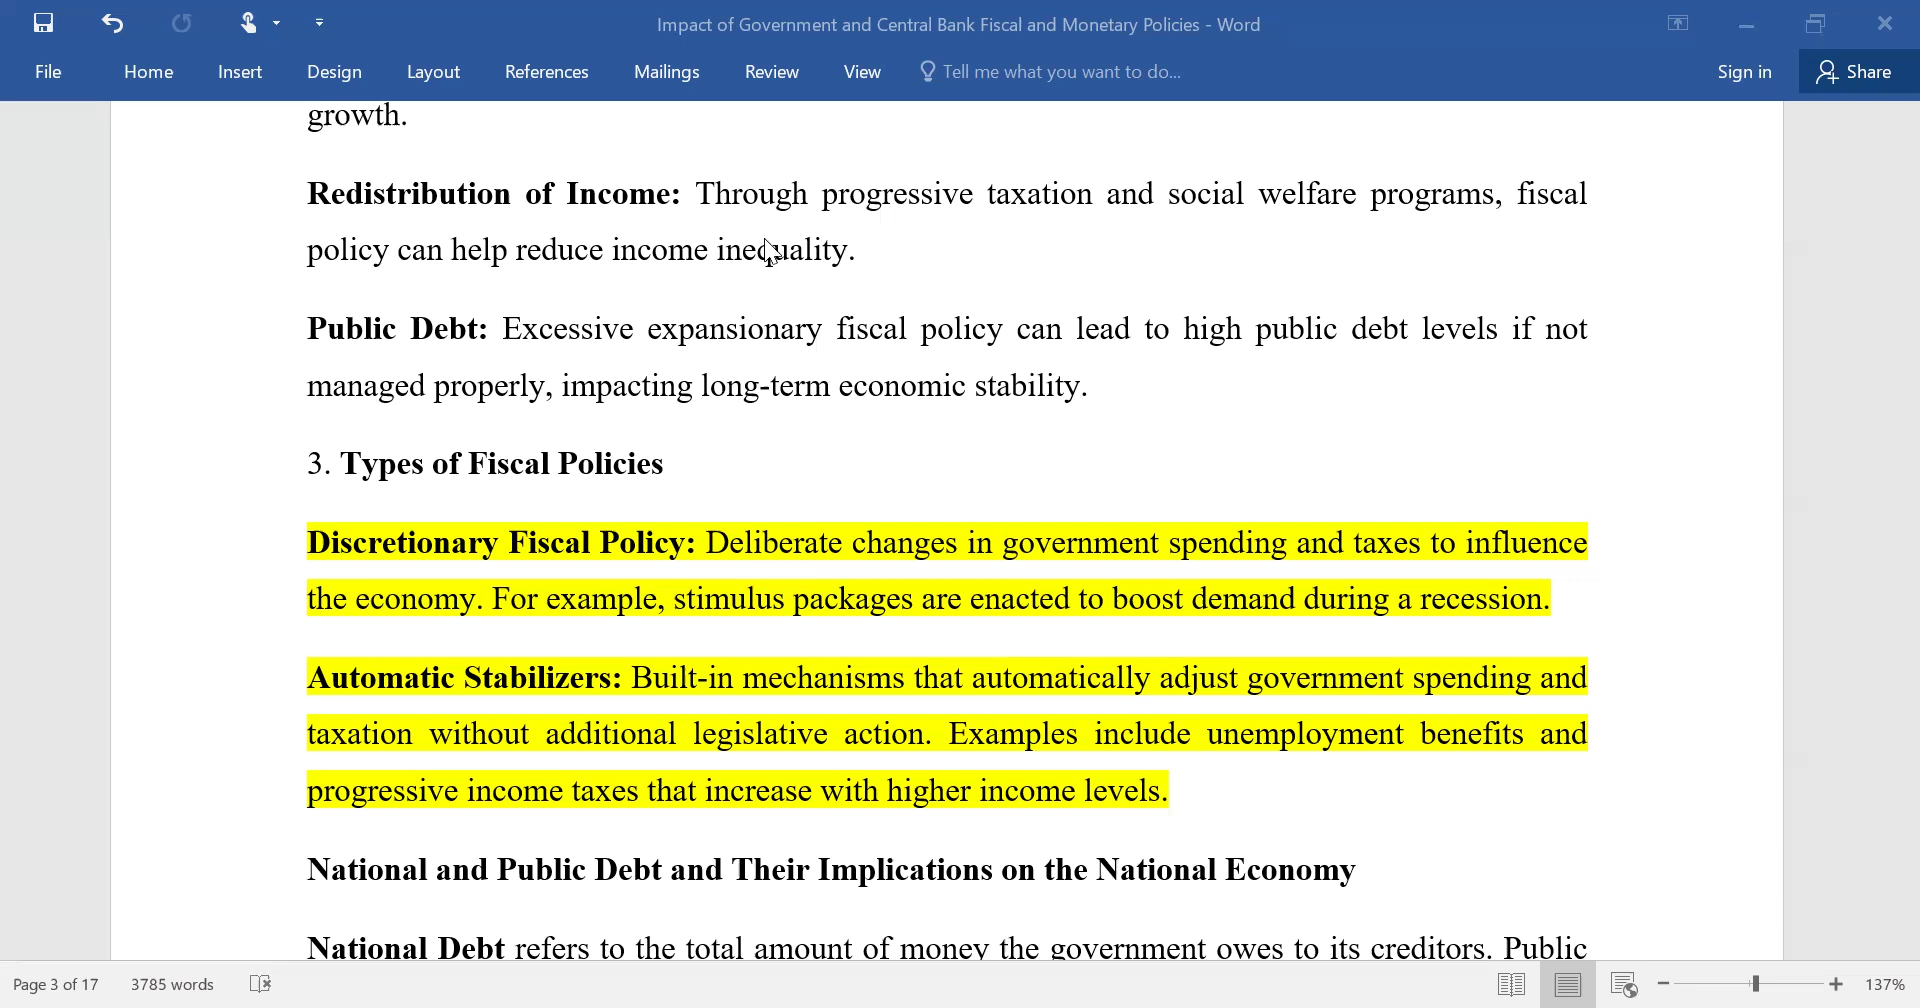 Impact of Government and Central Bank Fiscal and Monetary Policies - Word
File Home Insert Design Layout References Mailings Review View Tell me what you want to do... Sign in Share
growth.
Redistribution of Income: Through progressive taxation and social welfare programs, fiscal
policy can help reduce income inequality.
Public Debt: Excessive expansionary fiscal policy can lead to high public debt levels if not
managed properly, impacting long-term economic stability.
3. Types of Fiscal Policies
Discretionary Fiscal Policy: Deliberate changes in government spending and taxes to influence
the economy. For example, stimulus packages are enacted to boost demand during a recession.
Automatic Stabilizers: Built-in mechanisms that automatically adjust government spending and
taxation without additional legislative action. Examples include unemployment benefits and
progressive income taxes that increase with higher income levels.
National and Public Debt and Their Implications on the National Economy
National Debt refers to the total amount of money the government owes to its creditors. Public
Page 3 of 17 3785 words 137%